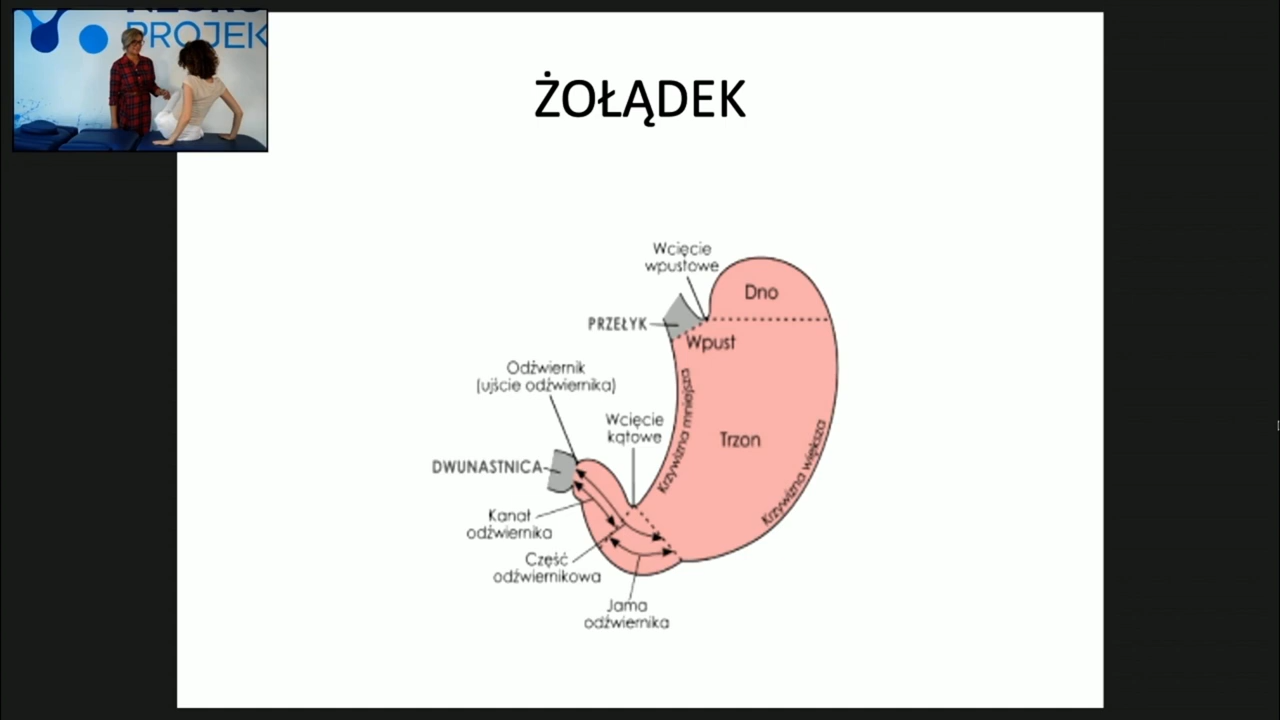 PROJEK
ŻOŁĄDEK
Wcięcie
wpustowe
Dno
PRZEŁYK
Wpust
Odźwiernik
(ujście odźwiernika)
Krzywizna mniejsza
Wcięcie
kątowe
Trzon
Krzywizna większa
DWUNASTNICA
Kanał
odźwiernika
Część
odźwiernikowa
Jama
odźwiernika